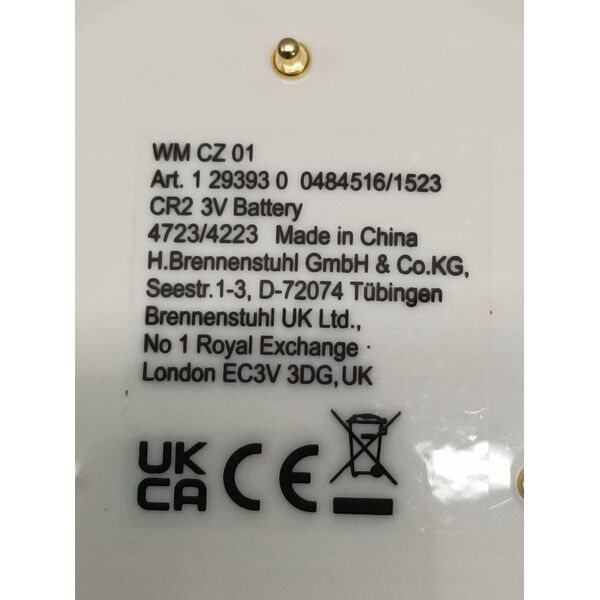 WM CZ 01
Art. 1 29393 0 0484516/1523
CR2 3V Battery
4723/4223 Made in China
H.Brennenstuhl GmbH & Co.KG,
Seestr.1-3, D-72074 Tübingen
Brennenstuhl UK Ltd.,
No 1 Royal Exchange ·
London EC3V 3DG, UK
UK
CA CE